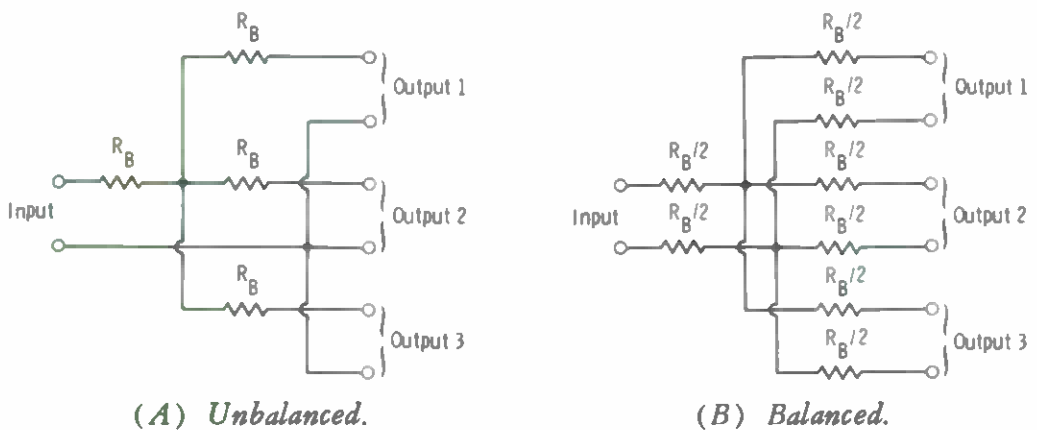 R_B
Output 1
R_B
R_B
Input
Output 2
R_B
Output 3
(A) Unbalanced.
R_B/2
R_B/2
Output 1
R_B/2
R_B/2
Input
R_B/2
R_B/2
Output 2
R_B/2
R_B/2
Output 3
(B) Balanced.